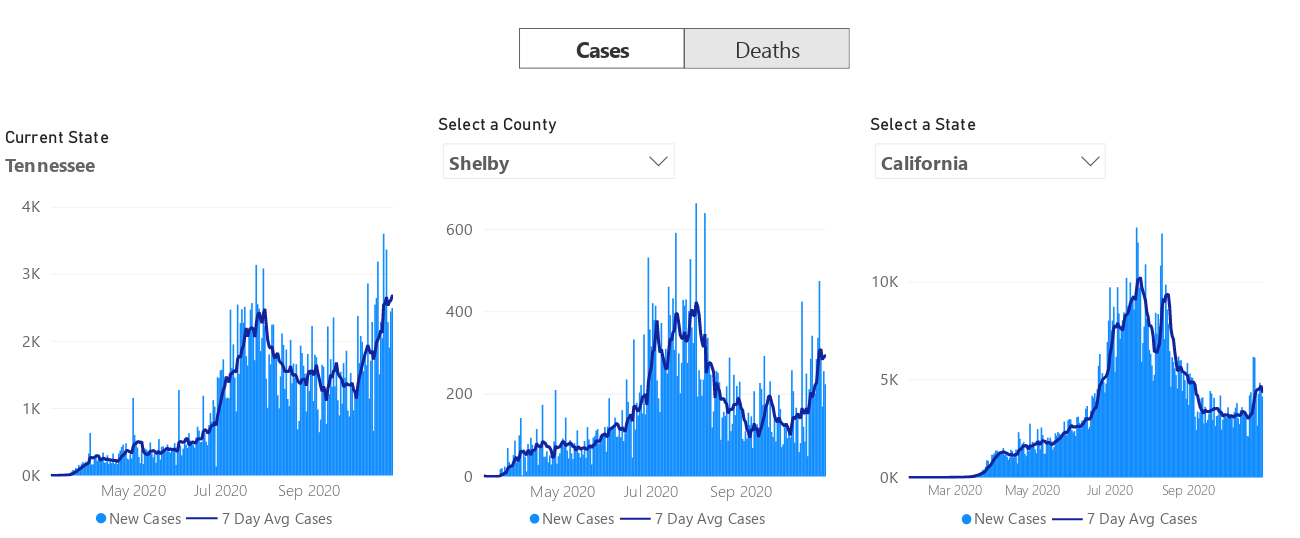 Cases Deaths
Current State
Tennessee
4K
3K
2K
1K
0K
May 2020 Jul 2020 Sep 2020
New Cases 7 Day Avg Cases
Select a County
Shelby
600
400
200
0
May 2020 Jul 2020 Sep 2020
New Cases 7 Day Avg Cases
Select a State
California
10K
5K
0K
Mar 2020 May 2020 Jul 2020 Sep 2020
New Cases 7 Day Avg Cases